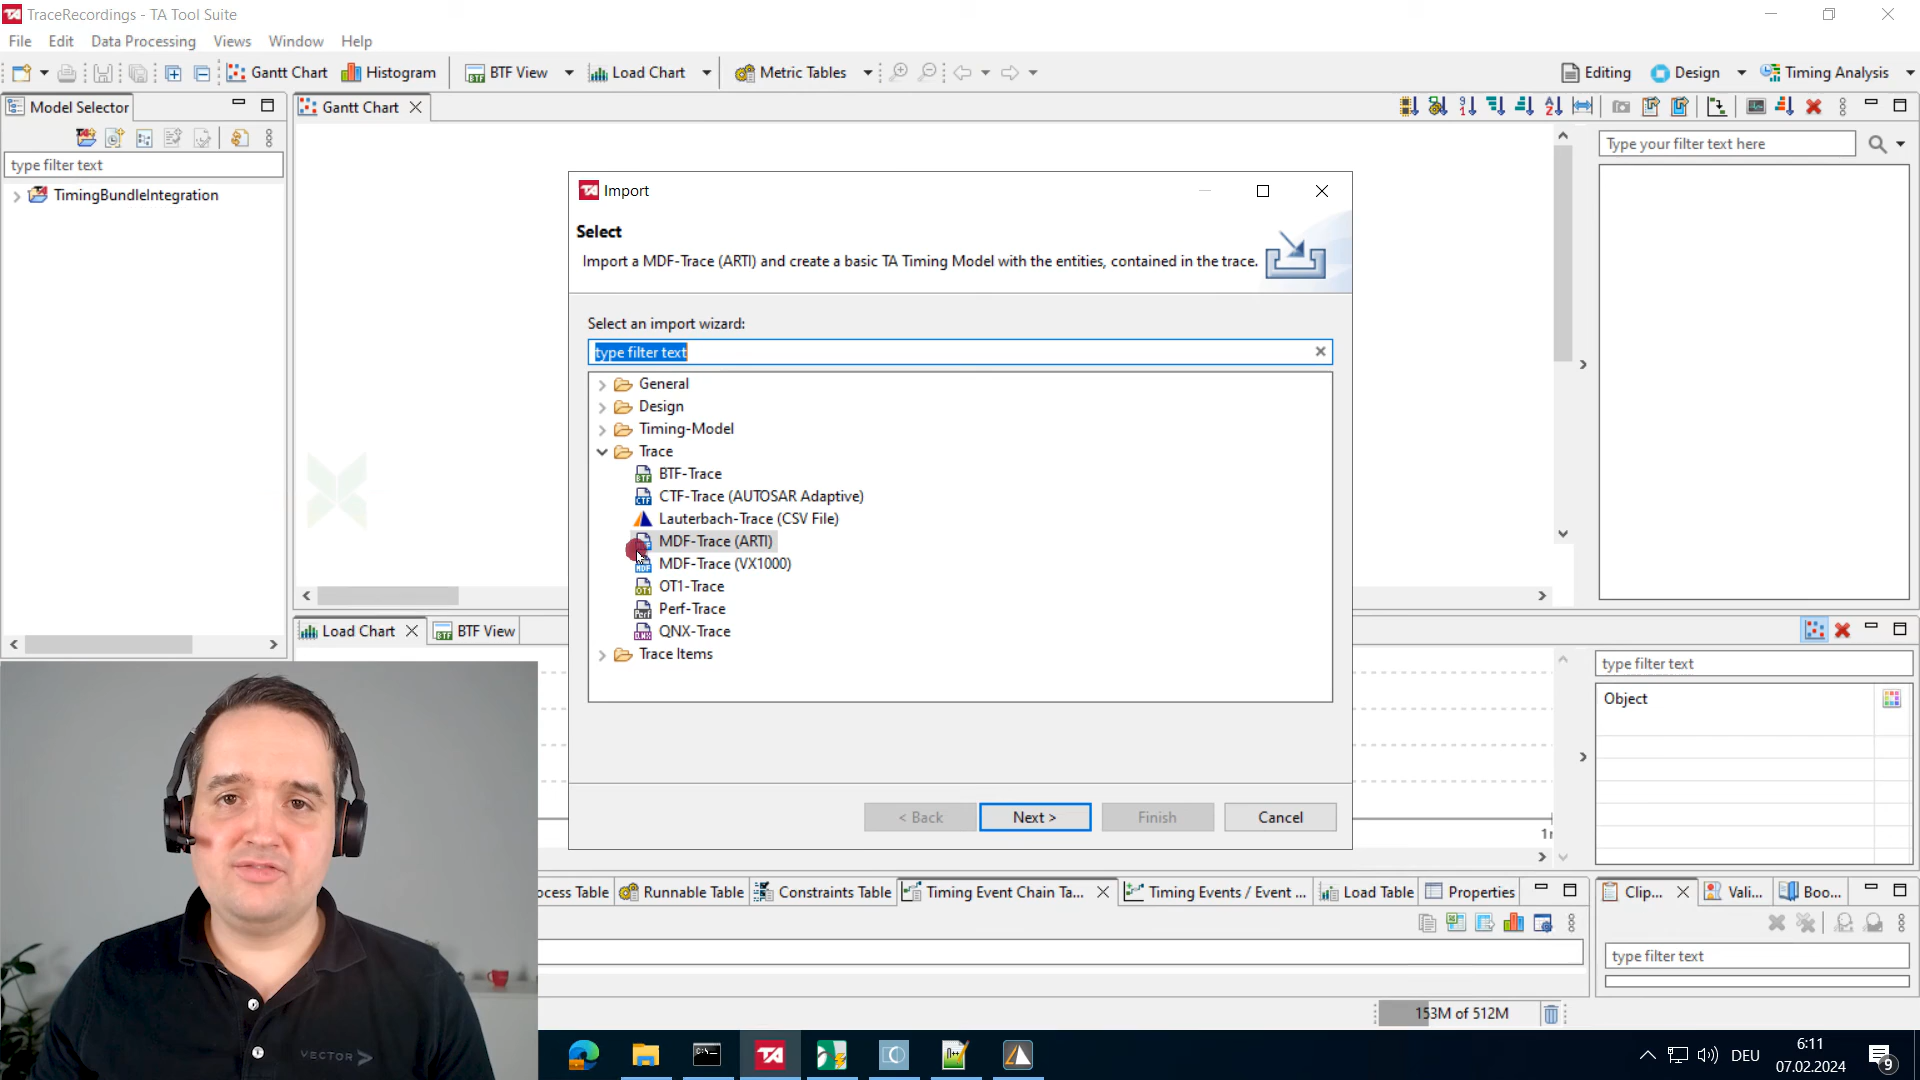 TraceRecordings - TA Tool Suite
File Edit Data Processing Views Window Help
Gantt Chart Histogram BTF View Load Chart Metric Tables Editing Design Timing Analysis
Model Selector
Gantt Chart
type filter text
Type your filter text here
TimingBundleIntegration
Import
Select
Import a MDF-Trace (ARTI) and create a basic TA Timing Model with the entities, contained in the trace.
Select an import wizard:
type filter text
General
Design
Timing-Model
Trace
BTF-Trace
CTF-Trace (AUTOSAR Adaptive)
Lauterbach-Trace (CSV File)
MDF-Trace (ARTI)
MDF-Trace (VX1000)
OT1-Trace
Perf-Trace
QNX-Trace
Trace Items
< Back Next > Finish Cancel
Load Chart BTF View
type filter text
Object
ocess Table Runnable Table Constraints Table Timing Event Chain Ta... Timing Events / Event ... Load Table Properties
Clip... Vali... Boo...
type filter text
153M of 512M
VECTOR
TA
DEU
6:11
07.02.2024
9